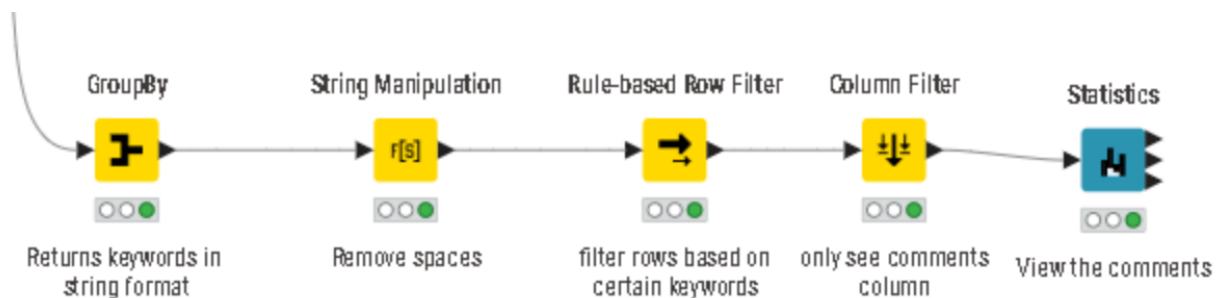 GroupBy
String Manipulation
Rule-based Row Filter
Column Filter
Statistics
F[S]
Returns keywords in
string format
Remove spaces
filter rows based on
certain keywords
only see comments
column
View the comments